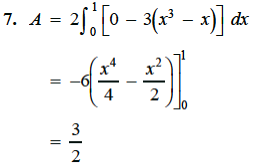 7. A = 2∫₀¹ [0 − 3(x³ − x)] dx
= −6(x⁴/4 − x²/2)]₀¹
= 3/2